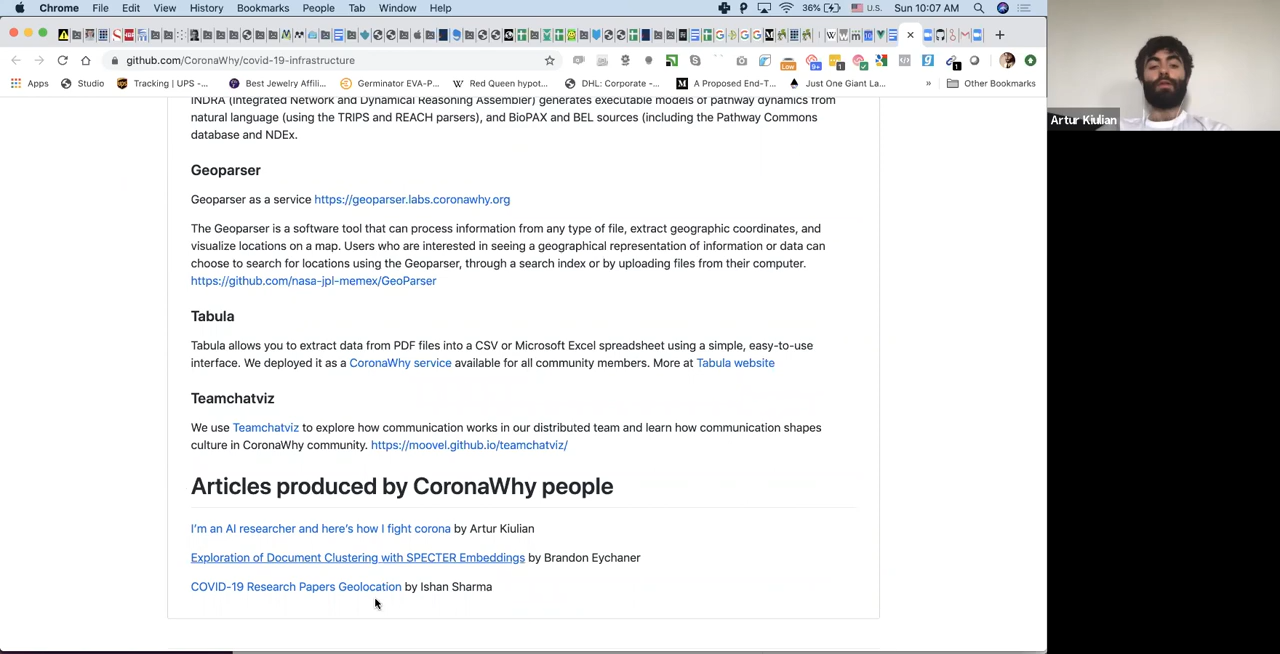 Chrome File Edit View History Bookmarks People Tab Window Help 36% U.S. Sun 10:07 AM
github.com/CoronaWhy/covid-19-infrastructure
Apps Studio Tracking | UPS -... Best Jewelry Affili... Germinator EVA-P... Red Queen hypot... DHL: Corporate -... A Proposed End-T... Just One Giant La... » Other Bookmarks
INDRA (Integrated Network and Dynamical Reasoning Assembler) generates executable models of pathway dynamics from
natural language (using the TRIPS and REACH parsers), and BioPAX and BEL sources (including the Pathway Commons
database and NDEx.
Geoparser
Geoparser as a service https://geoparser.labs.coronawhy.org
The Geoparser is a software tool that can process information from any type of file, extract geographic coordinates, and
visualize locations on a map. Users who are interested in seeing a geographical representation of information or data can
choose to search for locations using the Geoparser, through a search index or by uploading files from their computer.
https://github.com/nasa-jpl-memex/GeoParser
Tabula
Tabula allows you to extract data from PDF files into a CSV or Microsoft Excel spreadsheet using a simple, easy-to-use
interface. We deployed it as a CoronaWhy service available for all community members. More at Tabula website
Teamchatviz
We use Teamchatviz to explore how communication works in our distributed team and learn how communication shapes
culture in CoronaWhy community. https://moovel.github.io/teamchatviz/
Articles produced by CoronaWhy people
I'm an AI researcher and here's how I fight corona by Artur Kiulian
Exploration of Document Clustering with SPECTER Embeddings by Brandon Eychaner
COVID-19 Research Papers Geolocation by Ishan Sharma
Artur Kiulian